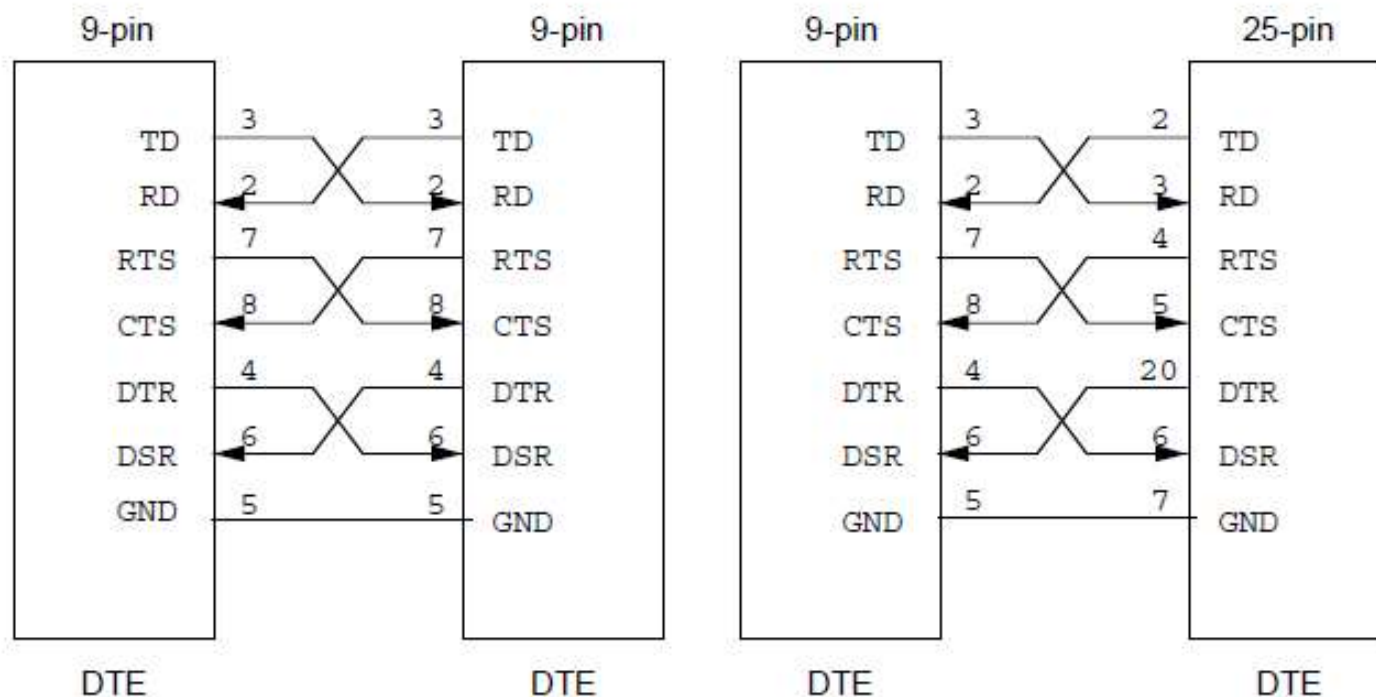 9-pin 9-pin 9-pin 25-pin
TD 3 3 TD TD 3 2 TD
RD 2 2 RD RD 2 3 RD
RTS 7 7 RTS RTS 7 4 RTS
CTS 8 8 CTS CTS 8 5 CTS
DTR 4 4 DTR DTR 4 20 DTR
DSR 6 6 DSR DSR 6 6 DSR
GND 5 5 GND GND 5 7 GND
DTE DTE DTE DTE